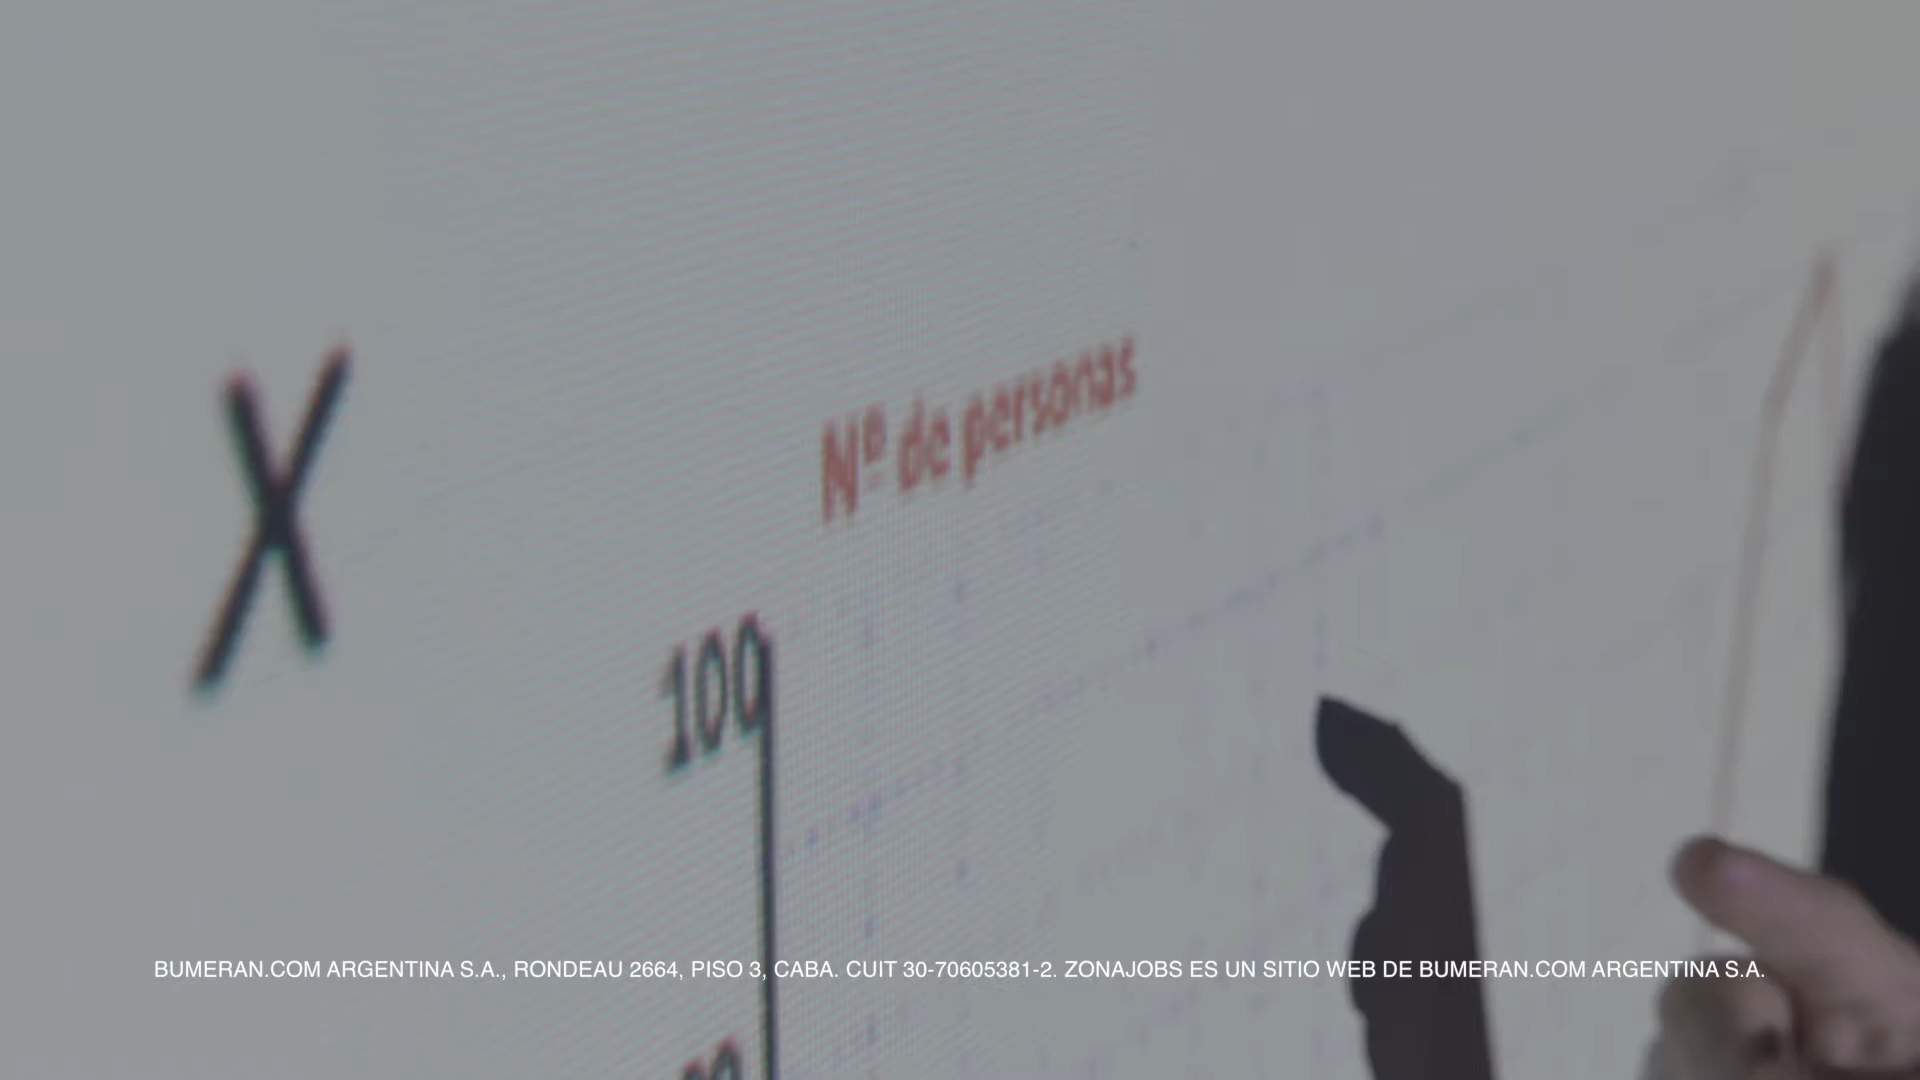 X
Nº de personas
100
BUMERAN.COM ARGENTINA S.A., RONDEAU 2664, PISO 3, CABA. CUIT 30-70605381-2. ZONAJOBS ES UN SITIO WEB DE BUMERAN.COM ARGENTINA S.A.